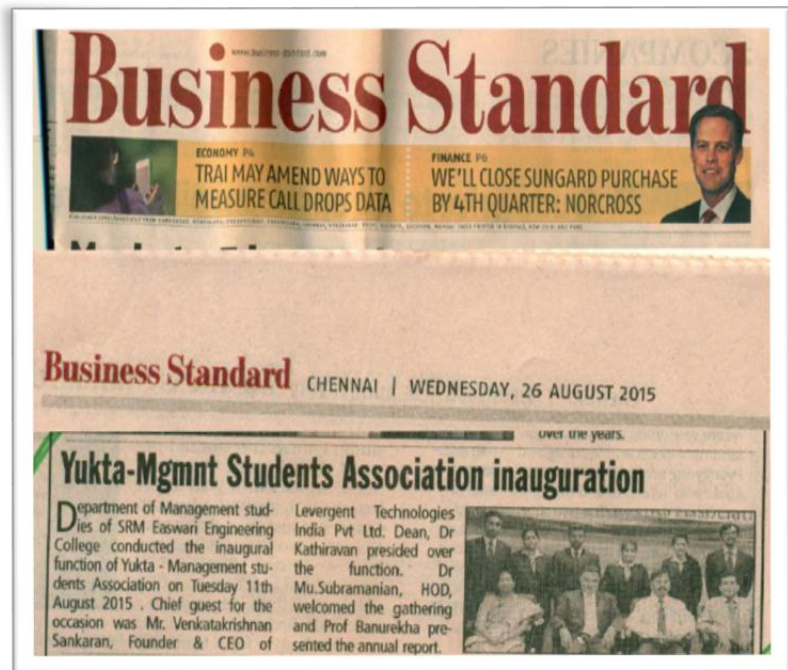 www.business-standard.com
Business Standard
ECONOMY P4
TRAI MAY AMEND WAYS TO
MEASURE CALL DROPS DATA
FINANCE P6
WE'LL CLOSE SUNGARD PURCHASE
BY 4TH QUARTER: NORCROSS
Business Standard CHENNAI | WEDNESDAY, 26 AUGUST 2015
over the years.
Yukta-Mgmnt Students Association inauguration
Department of Management stud-
ies of SRM Easwari Engineering
College conducted the inaugural
function of Yukta - Management stu-
dents Association on Tuesday 11th
August 2015 . Chief guest for the
occasion was Mr. Venkatakrishnan
Sankaran, Founder & CEO of
Levergent Technologies
India Pvt Ltd. Dean, Dr
Kathiravan presided over
the function. Dr
Mu.Subramanian, HOD,
welcomed the gathering
and Prof Banurekha pre-
sented the annual report.